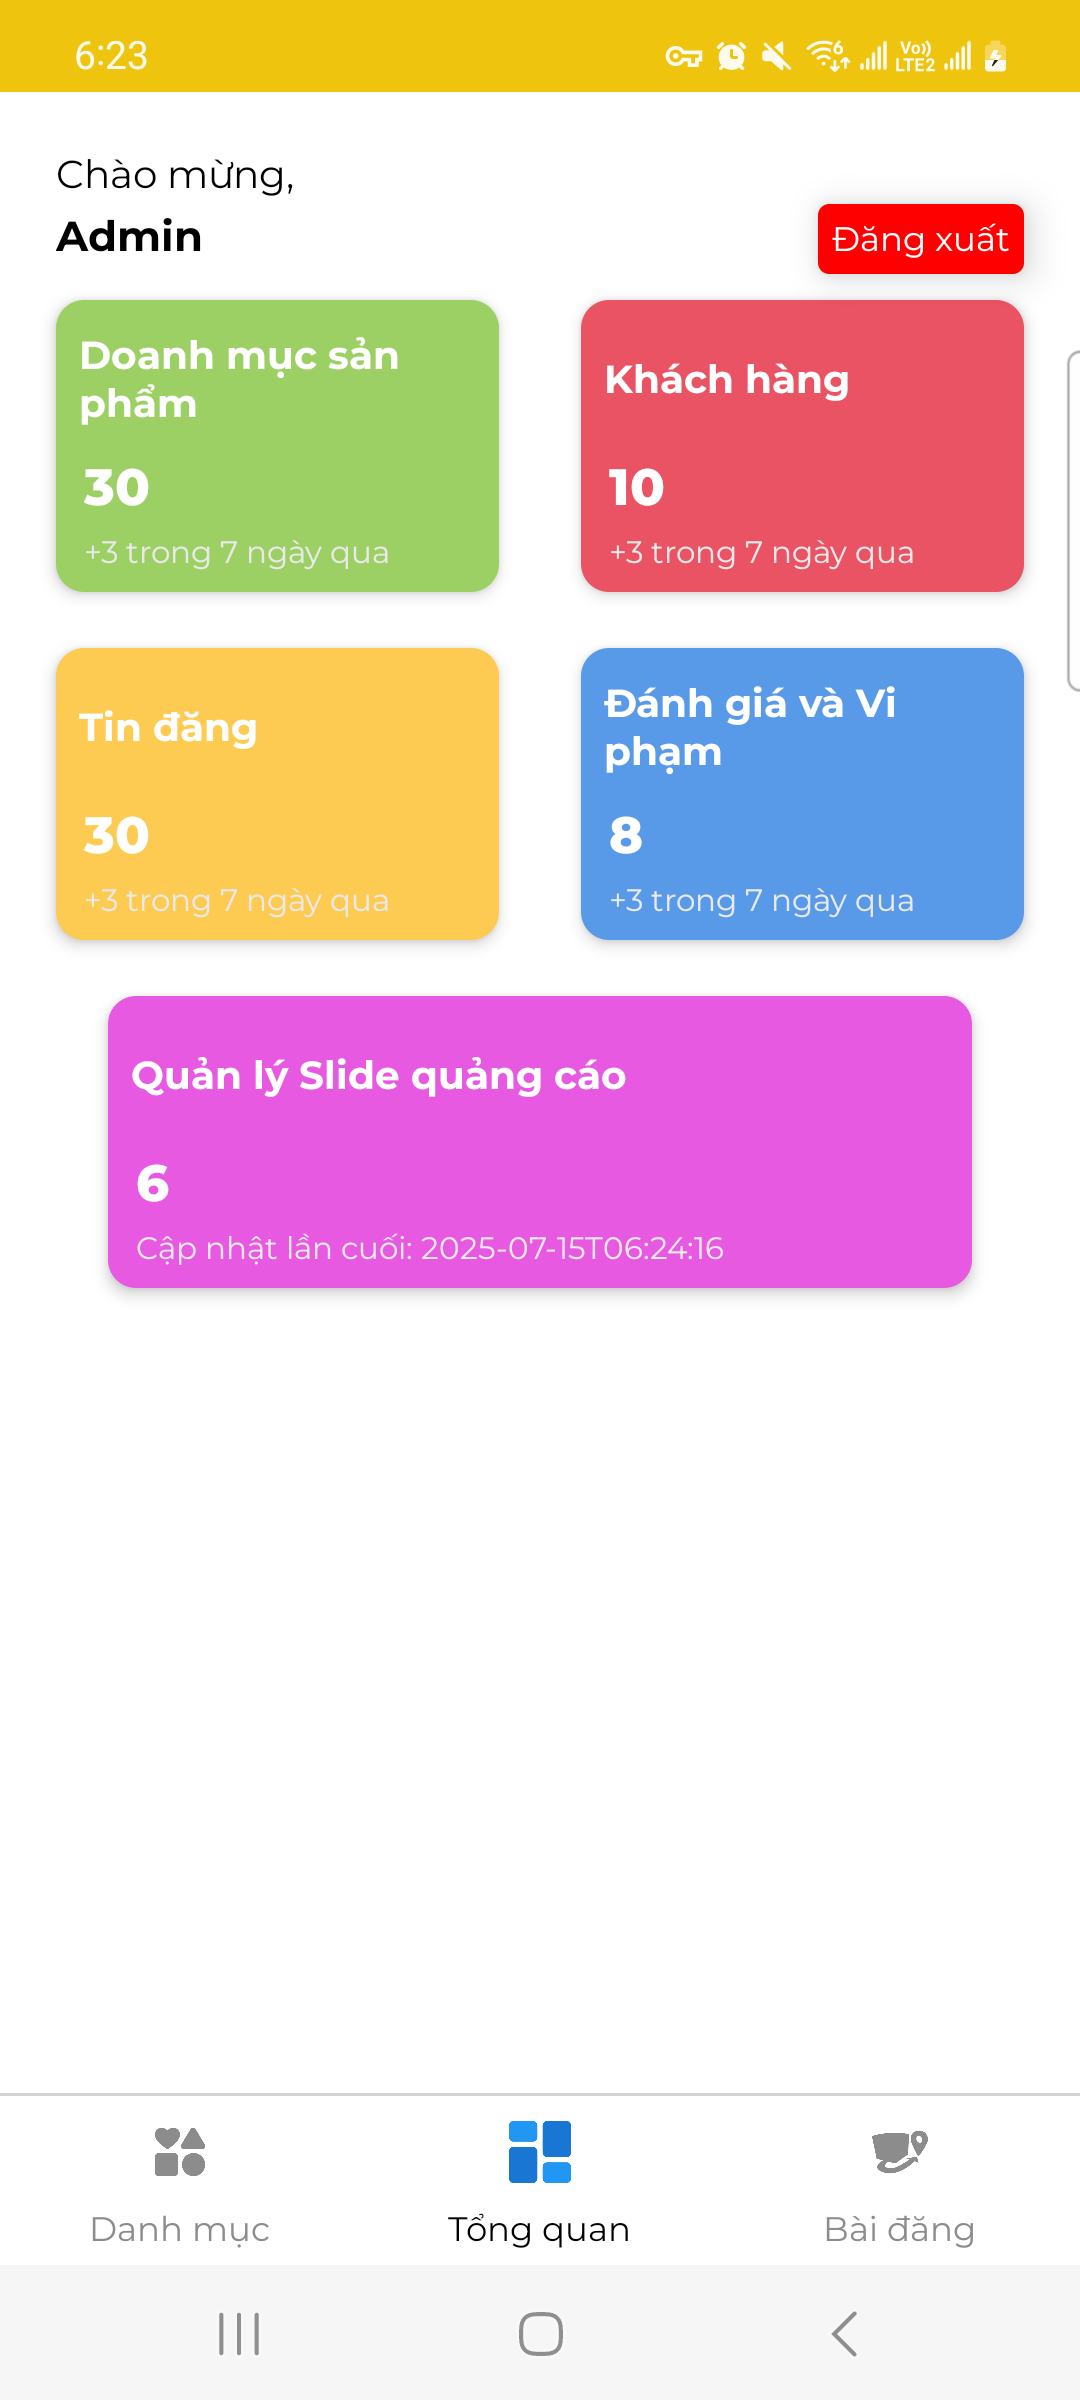 6:23
6
Vo))
LTE2
Chào mừng,
Admin
Đăng xuất
Doanh mục sản
phẩm
30
+3 trong 7 ngày qua
Khách hàng
10
+3 trong 7 ngày qua
Tin đăng
30
+3 trong 7 ngày qua
Đánh giá và Vi
phạm
8
+3 trong 7 ngày qua
Quản lý Slide quảng cáo
6
Cập nhật lần cuối: 2025-07-15T06:24:16
Danh mục
Tổng quan
Bài đăng